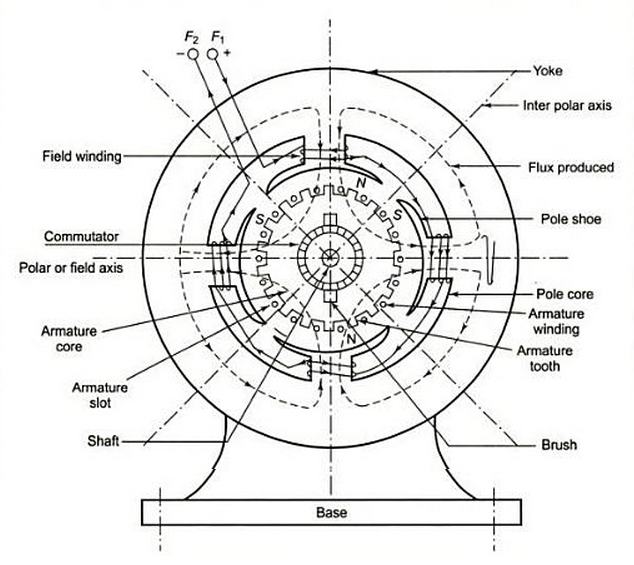 F2 F1
– +
Yoke
Inter polar axis
Field winding
Flux produced
N
S
S
Pole shoe
Commutator
Polar or field axis
Pole core
Armature
winding
Armature
core
N
Armature
tooth
Armature
slot
Shaft
Brush
Base